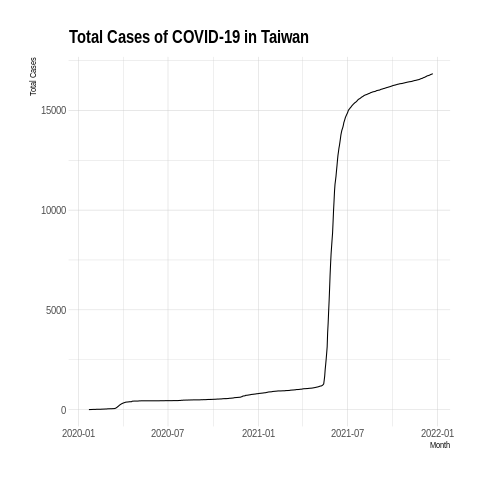 Total Cases of COVID-19 in Taiwan
Total Cases
15000
10000
5000
0
2020-01 2020-07 2021-01 2021-07 2022-01
Month